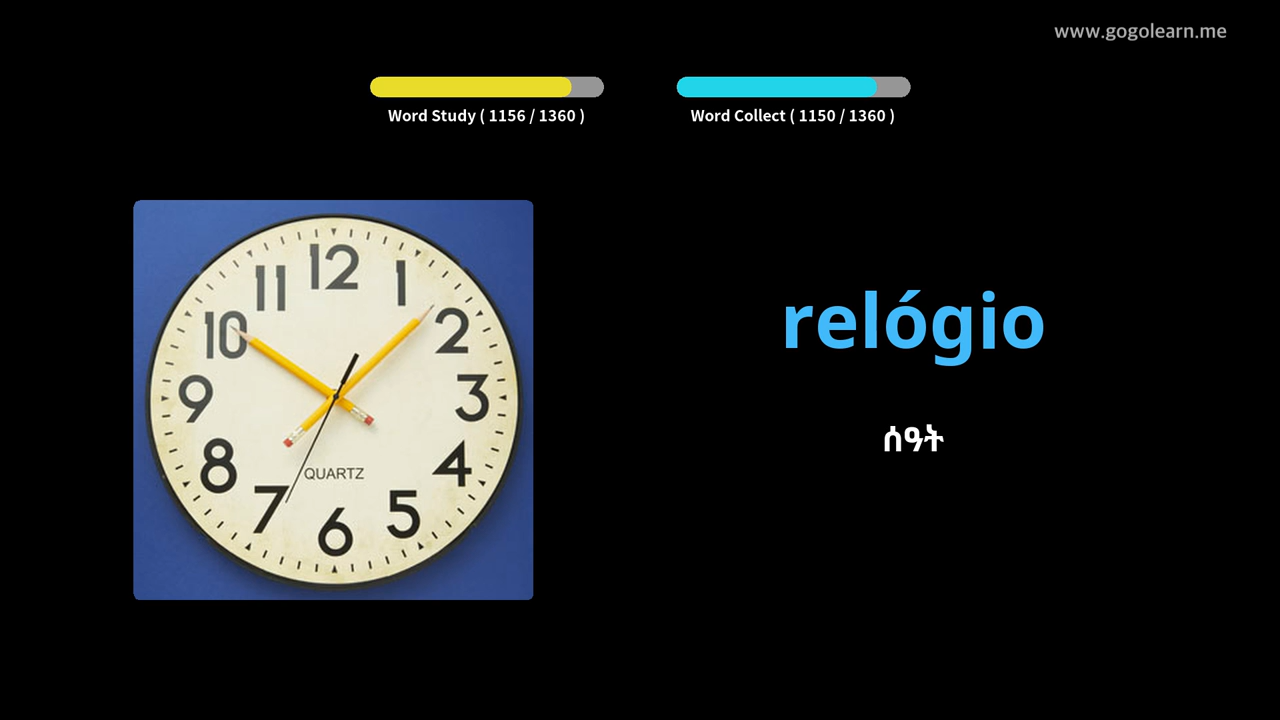 www.gogolearn.me
Word Study ( 1156 / 1360 )
Word Collect ( 1150 / 1360 )
12
11
1
10
2
9
3
8
4
7
5
6
QUARTZ
relógio
ሰዓት